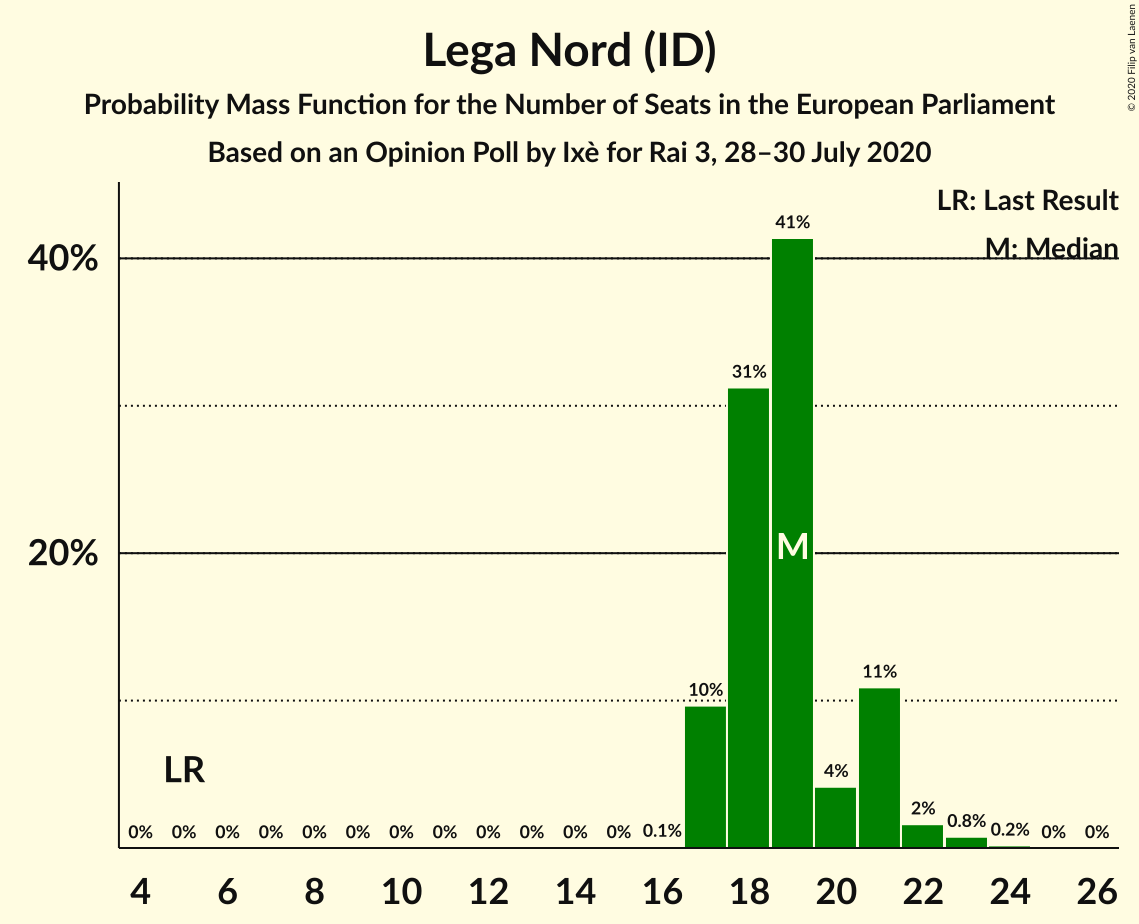 Lega Nord (ID)
Probability Mass Function for the Number of Seats in the European Parliament
Based on an Opinion Poll by Ixè for Rai 3, 28–30 July 2020
© 2020 Filip van Laenen
LR: Last Result
M: Median
40%
20%
41%
31%
M
11%
10%
LR
4%
2%
0% 0% 0% 0% 0% 0% 0% 0% 0% 0% 0% 0% 0.1% 0.8% 0.2% 0% 0%
4 6 8 10 12 14 16 18 20 22 24 26